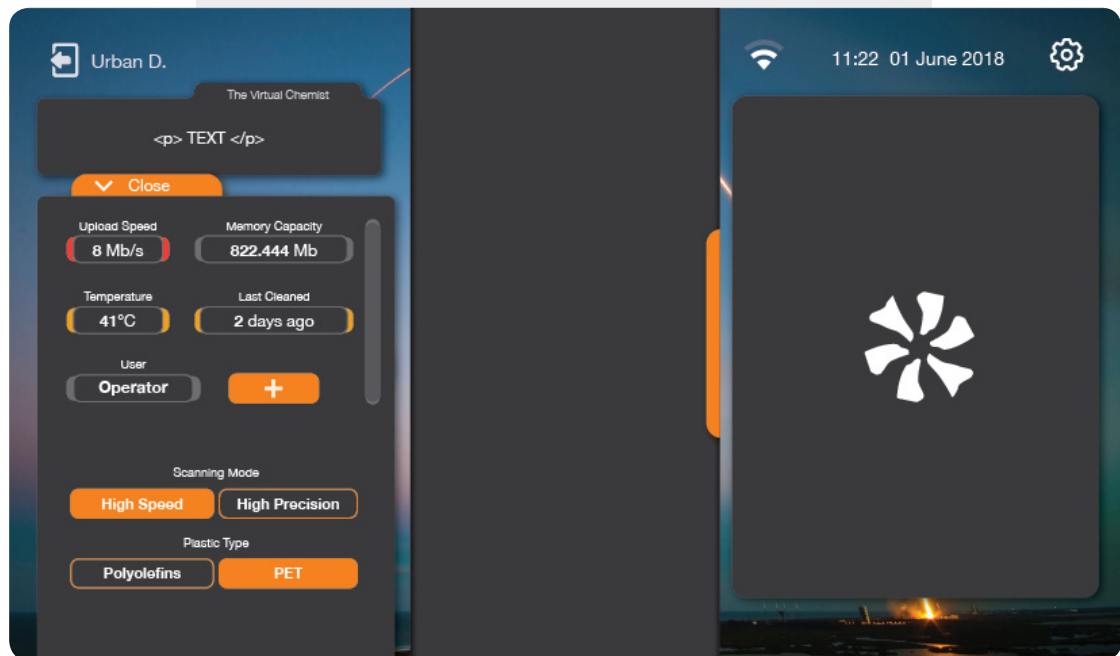 Urban D.
11:22 01 June 2018
The Virtual Chemist
<p> TEXT </p>
Close
Upload Speed
Memory Capacity
8 Mb/s
822.444 Mb
Temperature
Last Cleaned
41°C
2 days ago
User
Operator
+
Scanning Mode
High Speed
High Precision
Plastic Type
Polyolefins
PET